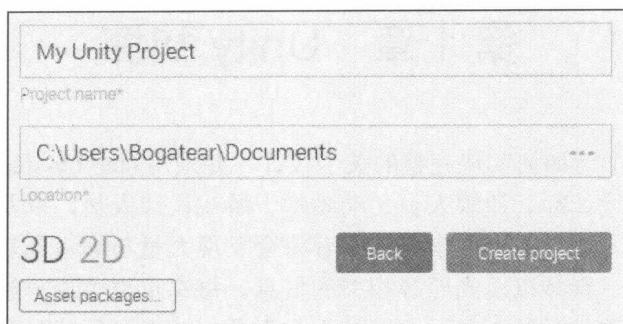 My Unity Project
Project name*
C:\Users\Bogatear\Documents
Location*
3D 2D
Back
Create project
Asset packages...